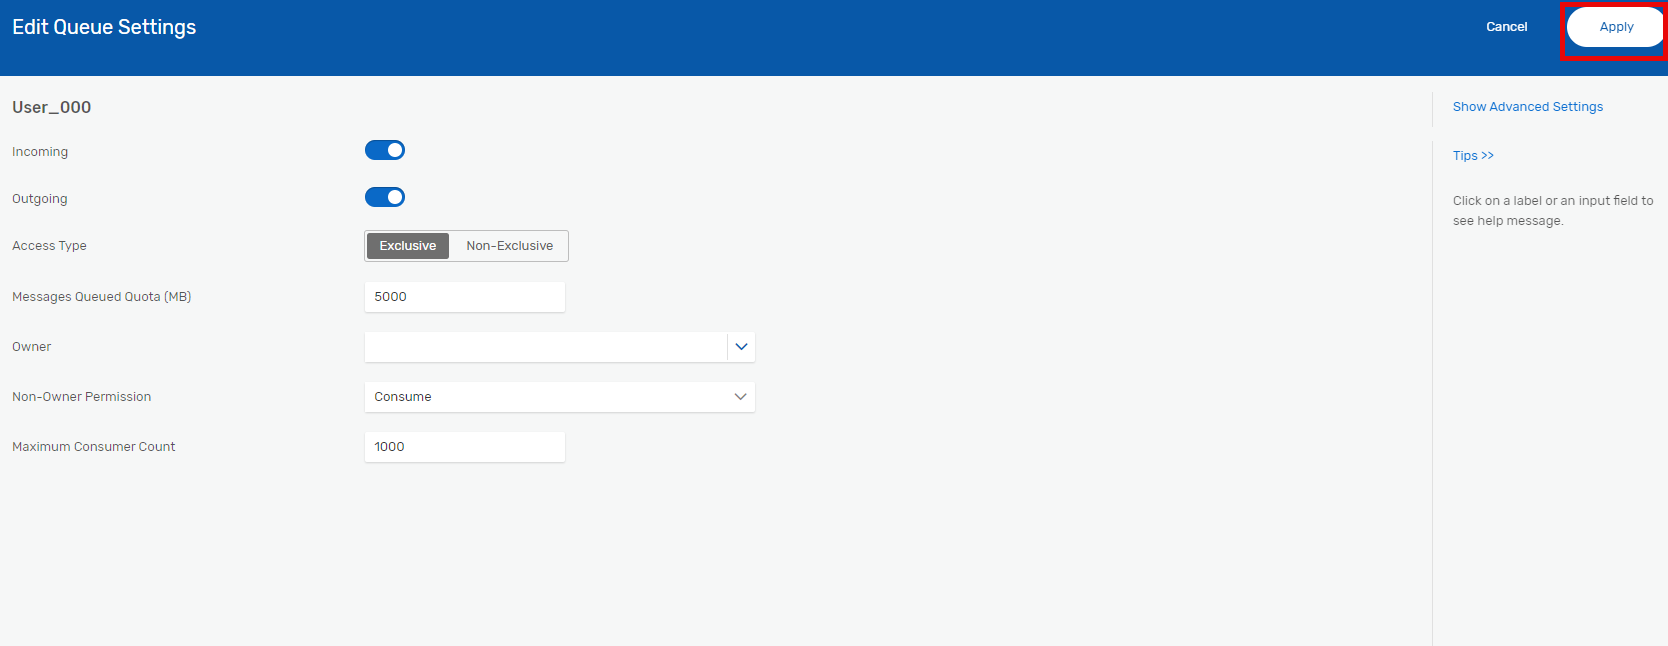 Edit Queue Settings
Cancel
Apply
User_000
Show Advanced Settings
Incoming
Tips >>
Outgoing
Click on a label or an input field to
see help message.
Access Type
Exclusive
Non-Exclusive
Messages Queued Quota (MB)
5000
Owner
Non-Owner Permission
Consume
Maximum Consumer Count
1000